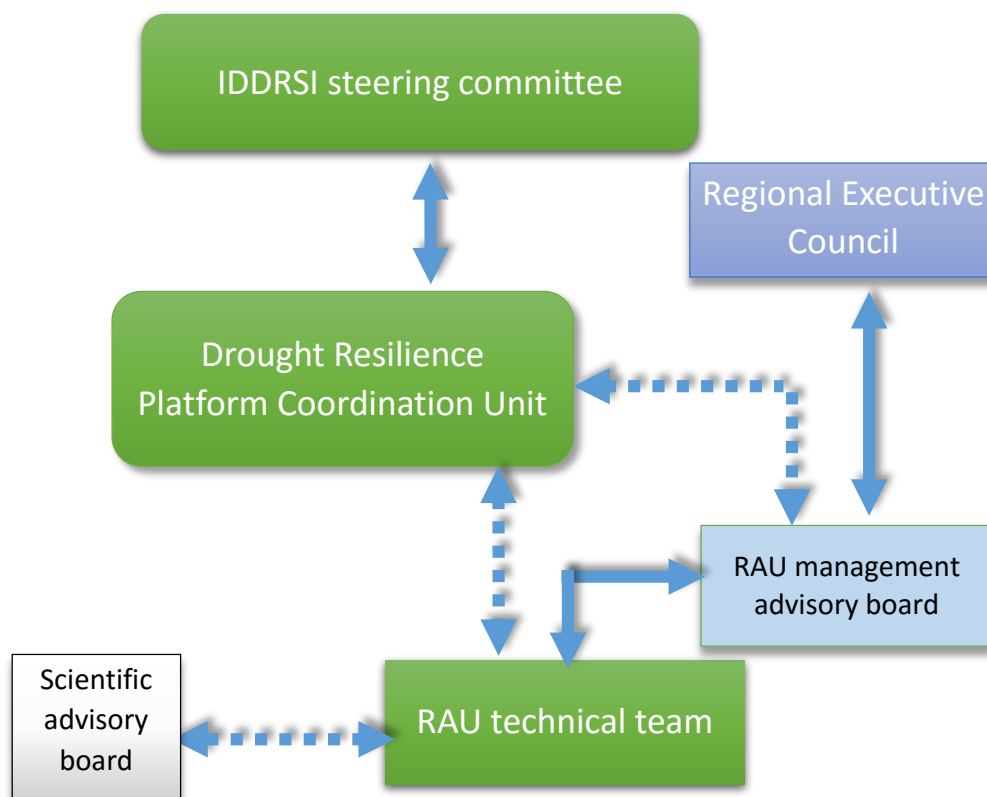 IDDRSI steering committee
Regional Executive
Council
Drought Resilience
Platform Coordination Unit
RAU management
advisory board
Scientific
advisory
board
RAU technical team